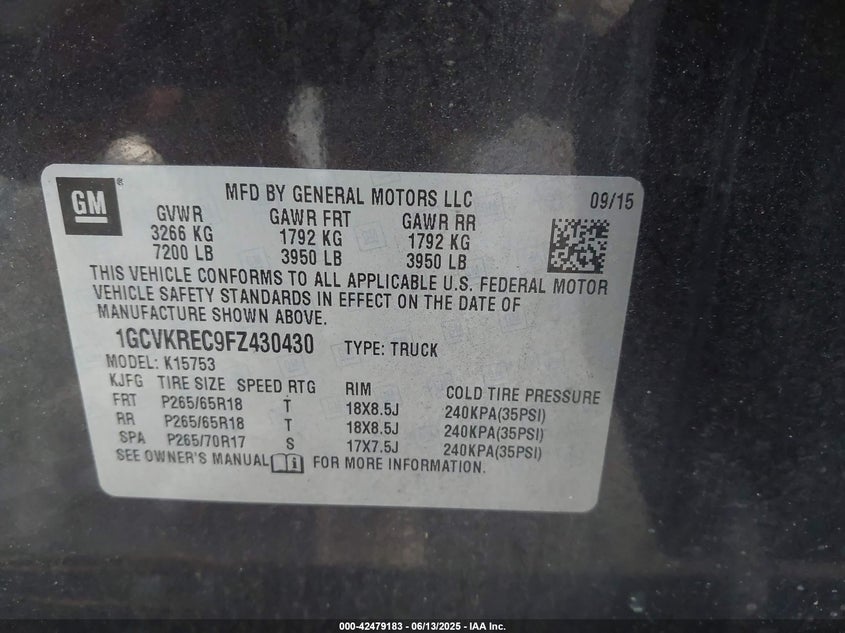 GM ®
MFD BY GENERAL MOTORS LLC 09/15
GVWR GAWR FRT GAWR RR
3266 KG 1792 KG 1792 KG
7200 LB 3950 LB 3950 LB
THIS VEHICLE CONFORMS TO ALL APPLICABLE U.S. FEDERAL MOTOR
VEHICLE SAFETY STANDARDS IN EFFECT ON THE DATE OF
MANUFACTURE SHOWN ABOVE.
1GCVKREC9FZ430430 TYPE: TRUCK
MODEL: K15753
KJFG TIRE SIZE SPEED RTG RIM COLD TIRE PRESSURE
FRT P265/65R18 T 18X8.5J 240KPA(35PSI)
RR P265/65R18 T 18X8.5J 240KPA(35PSI)
SPA P265/70R17 S 17X7.5J 240KPA(35PSI)
SEE OWNER'S MANUAL i FOR MORE INFORMATION.
000-42479183 - 06/13/2025 - IAA Inc.